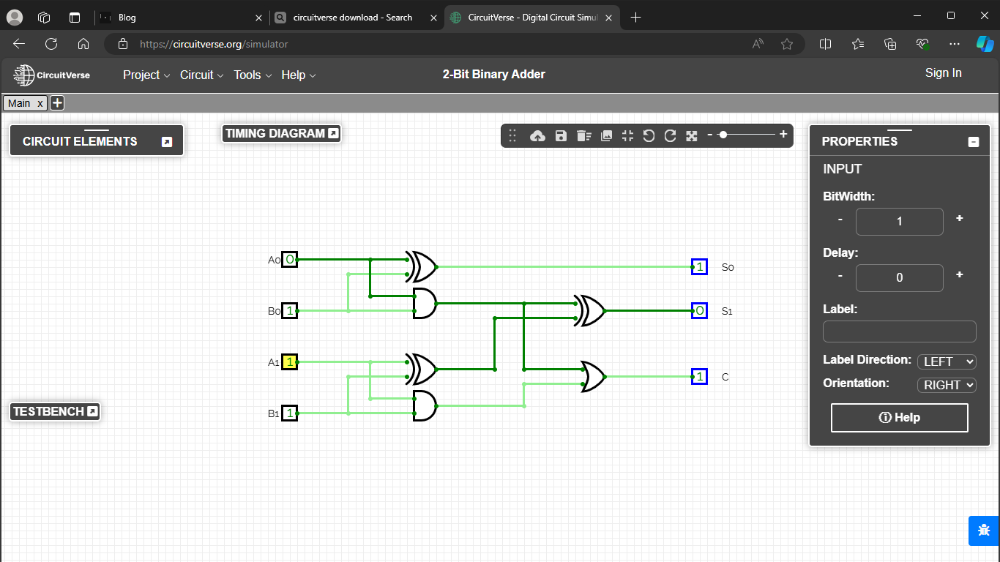 Blog
circuitverse download - Search
CircuitVerse - Digital Circuit Simul
https://circuitverse.org/simulator
CircuitVerse
Project
Circuit
Tools
Help
2-Bit Binary Adder
Sign In
Main x
CIRCUIT ELEMENTS
TIMING DIAGRAM
- +
PROPERTIES
INPUT
BitWidth:
- 1 +
Delay:
- 0 +
Label:
Label Direction: LEFT
Orientation: RIGHT
Help
A0 0
1 S0
B0 1
0 S1
A1 1
1 C
B1 1
TESTBENCH